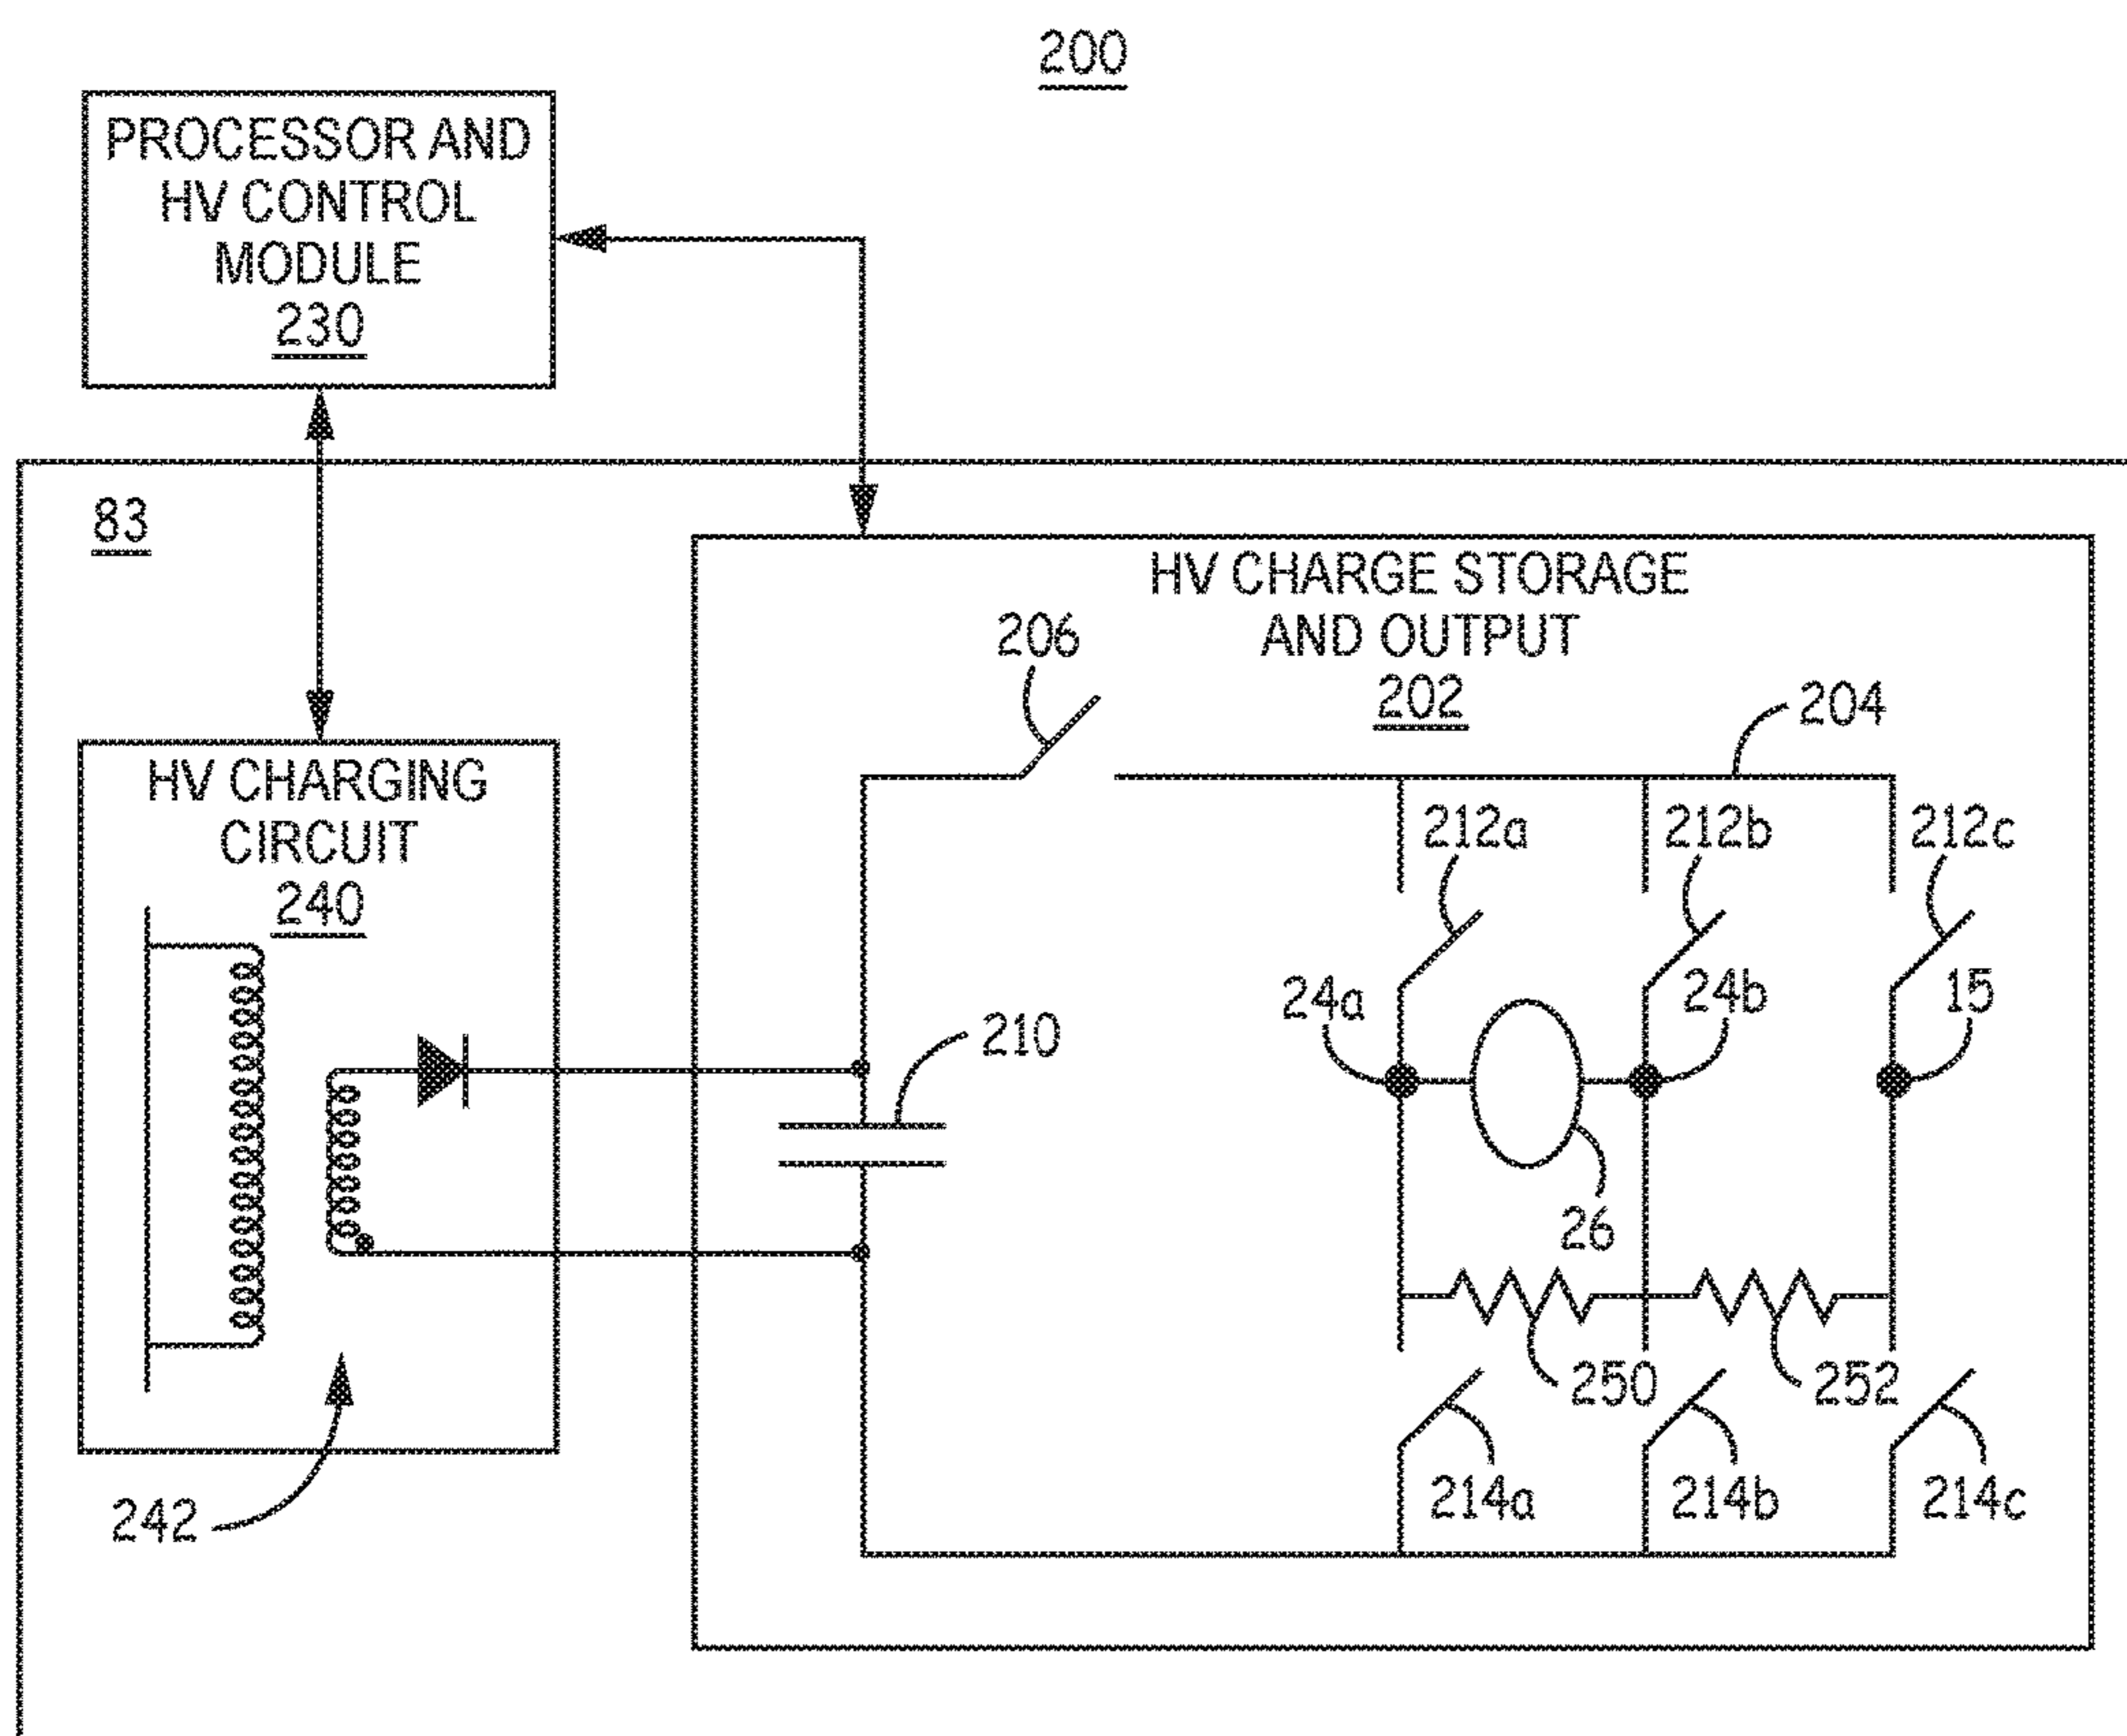 200
PROCESSOR AND
HV CONTROL
MODULE
230
83
HV CHARGE STORAGE
AND OUTPUT
202
206
204
HV CHARGING
CIRCUIT
240
212a
212b
212c
24a
24b
15
210
26
250
252
214a
214b
214c
242